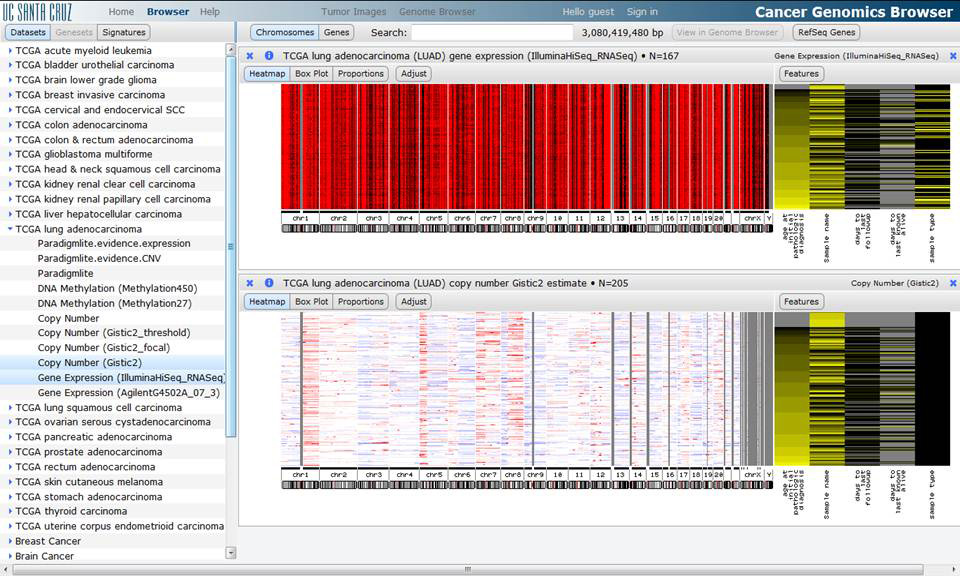 UC SANTA CRUZ Home Browser Help Tumor Images Genome Browser Hello guest Sign in Cancer Genomics Browser
Datasets Genesets Signatures
Chromosomes Genes Search: 3,080,419,480 bp View in Genome Browser RefSeq Genes
TCGA acute myeloid leukemia
TCGA bladder urothelial carcinoma
TCGA brain lower grade glioma
TCGA breast invasive carcinoma
TCGA cervical and endocervical SCC
TCGA colon adenocarcinoma
TCGA colon & rectum adenocarcinoma
TCGA glioblastoma multiforme
TCGA head & neck squamous cell carcinoma
TCGA kidney renal clear cell carcinoma
TCGA kidney renal papillary cell carcinoma
TCGA liver hepatocellular carcinoma
TCGA lung adenocarcinoma
Paradigmlite.evidence.expression
Paradigmlite.evidence.CNV
Paradigmlite
DNA Methylation (Methylation450)
DNA Methylation (Methylation27)
Copy Number
Copy Number (Gistic2_threshold)
Copy Number (Gistic2_focal)
Copy Number (Gistic2)
Gene Expression (IlluminaHiSeq_RNASeq)
Gene Expression (AgilentG4502A_07_3)
TCGA lung squamous cell carcinoma
TCGA ovarian serous cystadenocarcinoma
TCGA pancreatic adenocarcinoma
TCGA prostate adenocarcinoma
TCGA rectum adenocarcinoma
TCGA skin cutaneous melanoma
TCGA stomach adenocarcinoma
TCGA thyroid carcinoma
TCGA uterine corpus endometrioid carcinoma
Breast Cancer
Brain Cancer
TCGA lung adenocarcinoma (LUAD) gene expression (IlluminaHiSeq_RNASeq) • N=167 Gene Expression (IlluminaHiSeq_RNASeq)
Heatmap Box Plot Proportions Adjust Features
chr1 chr2 chr3 chr4 chr5 chr6 chr7 chr8 chr9 10 11 12 13 14 15 16 17 18 19 20 chrX Y
age at initial pathologic diagnosis
Sample name
days to last followup
days to last known alive
sample type
TCGA lung adenocarcinoma (LUAD) copy number Gistic2 estimate • N=205 Copy Number (Gistic2)
Heatmap Box Plot Proportions Adjust Features
chr1 chr2 chr3 chr4 chr5 chr6 chr7 chr8 chr9 10 11 12 13 14 15 16 17 18 19 20 chrX Y
age at initial pathologic diagnosis
Sample name
days to last followup
days to last known alive
sample type